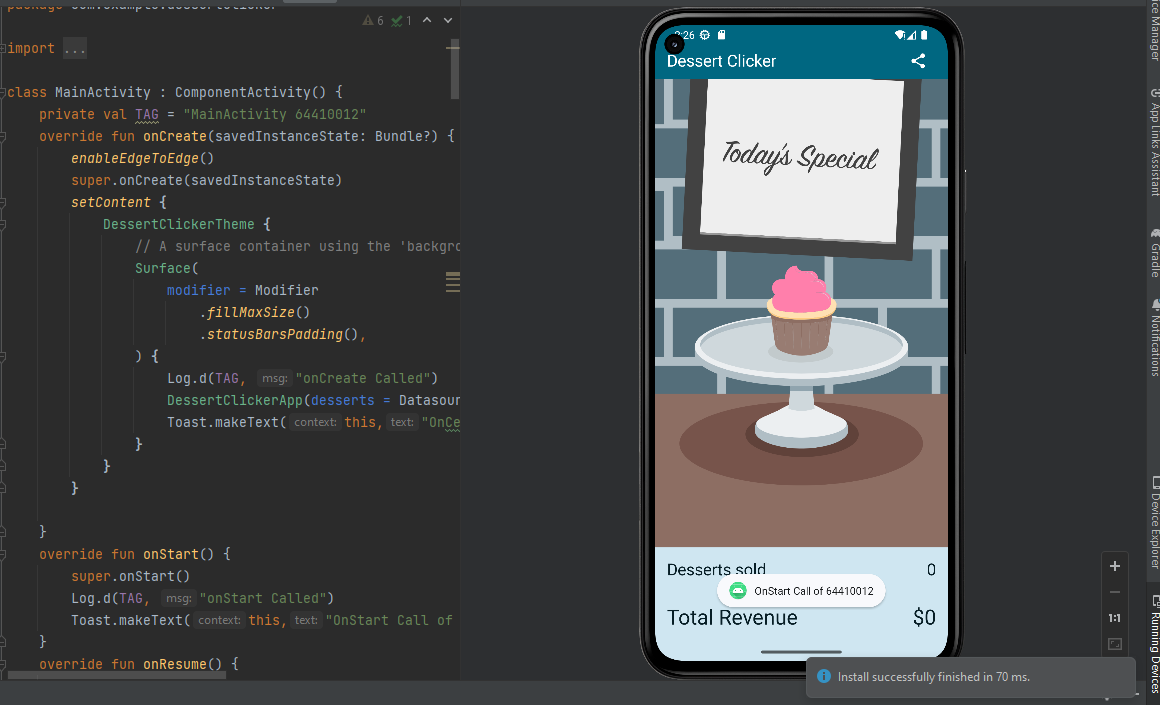 package com.example.dessertclicker
6 1
import ...
class MainActivity : ComponentActivity() {
private val TAG = "MainActivity 64410012"
override fun onCreate(savedInstanceState: Bundle?) {
enableEdgeToEdge()
super.onCreate(savedInstanceState)
setContent {
DessertClickerTheme {
// A surface container using the 'backgro
Surface(
modifier = Modifier
.fillMaxSize()
.statusBarsPadding(),
) {
Log.d(TAG, msg: "onCreate Called")
DessertClickerApp(desserts = Datasour
Toast.makeText( context: this, text: "OnCe
}
}
}
}
override fun onStart() {
super.onStart()
Log.d(TAG, msg: "onStart Called")
Toast.makeText( context: this, text: "OnStart Call of
}
override fun onResume() {
:26
Dessert Clicker
Today's Special
Desserts sold 0
OnStart Call of 64410012
Total Revenue $0
Install successfully finished in 70 ms.
1:1
Manager
App Links Assistant
Gradle
Notifications
Device Explorer
Running Devices